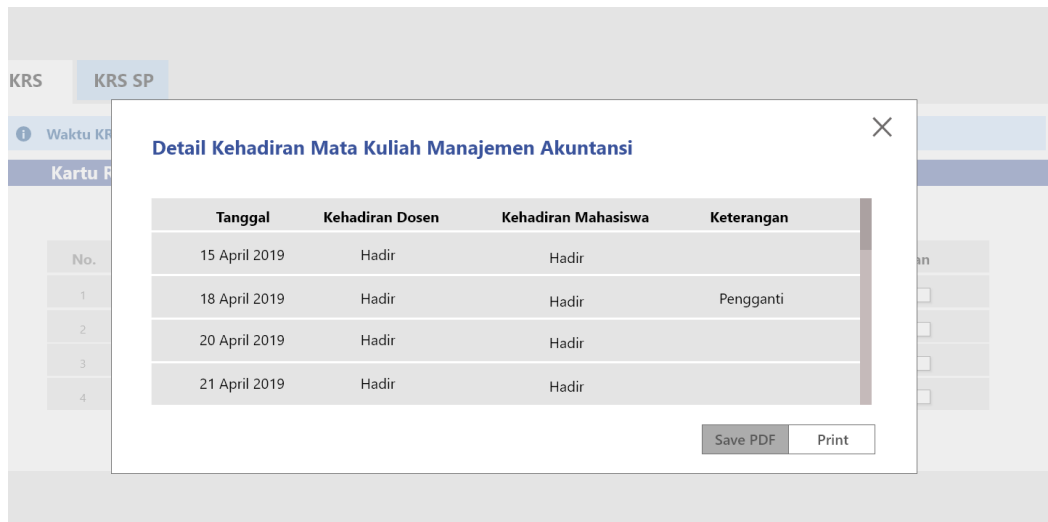 KRS KRS SP
Waktu KR
Kartu R
Detail Kehadiran Mata Kuliah Manajemen Akuntansi
Tanggal Kehadiran Dosen Kehadiran Mahasiswa Keterangan
15 April 2019 Hadir Hadir
18 April 2019 Hadir Hadir Pengganti
20 April 2019 Hadir Hadir
21 April 2019 Hadir Hadir
No. an
1
2
3
4
Save PDF Print